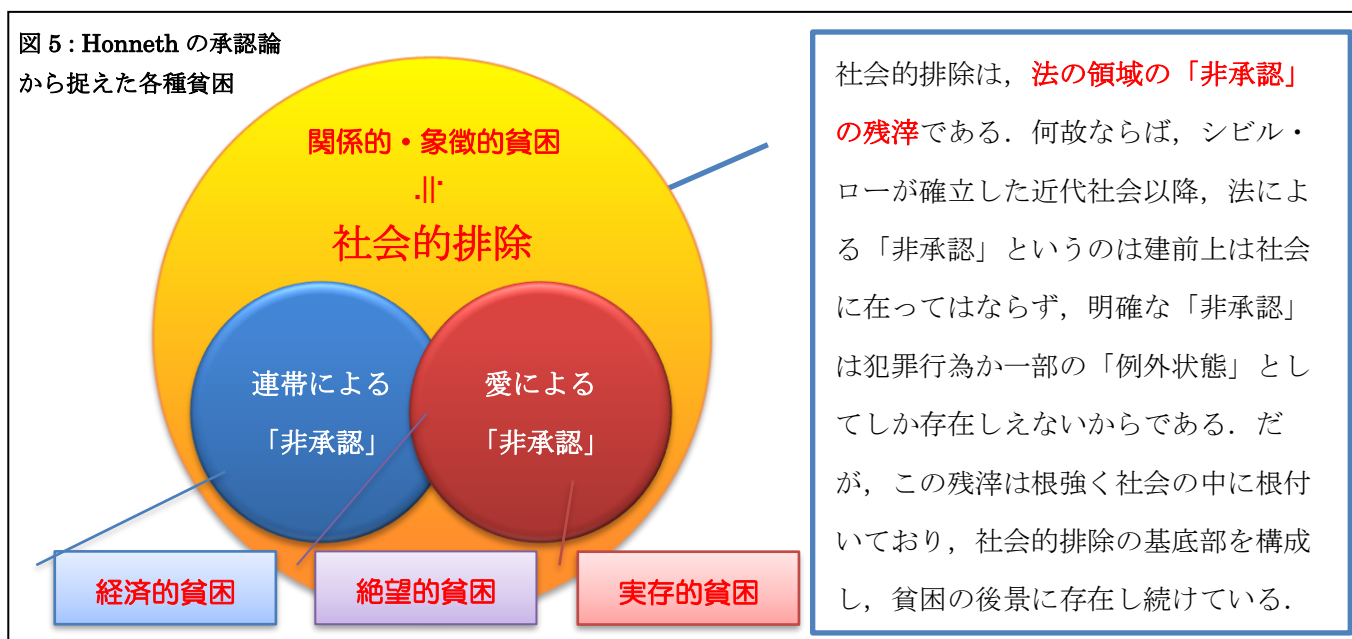 図 5 : Honneth の承認論
から捉えた各種貧困
関係的・象徴的貧困
.||·
社会的排除
連帯による
「非承認」
愛による
「非承認」
経済的貧困
絶望的貧困
実存的貧困
社会的排除は，法の領域の「非承認」
の残滓である．何故ならば，シビル・
ローが確立した近代社会以降，法によ
る「非承認」というのは建前上は社会
に在ってはならず，明確な「非承認」
は犯罪行為か一部の「例外状態」とし
てしか存在しえないからである．だ
が，この残滓は根強く社会の中に根付
いており，社会的排除の基底部を構成
し，貧困の後景に存在し続けている．